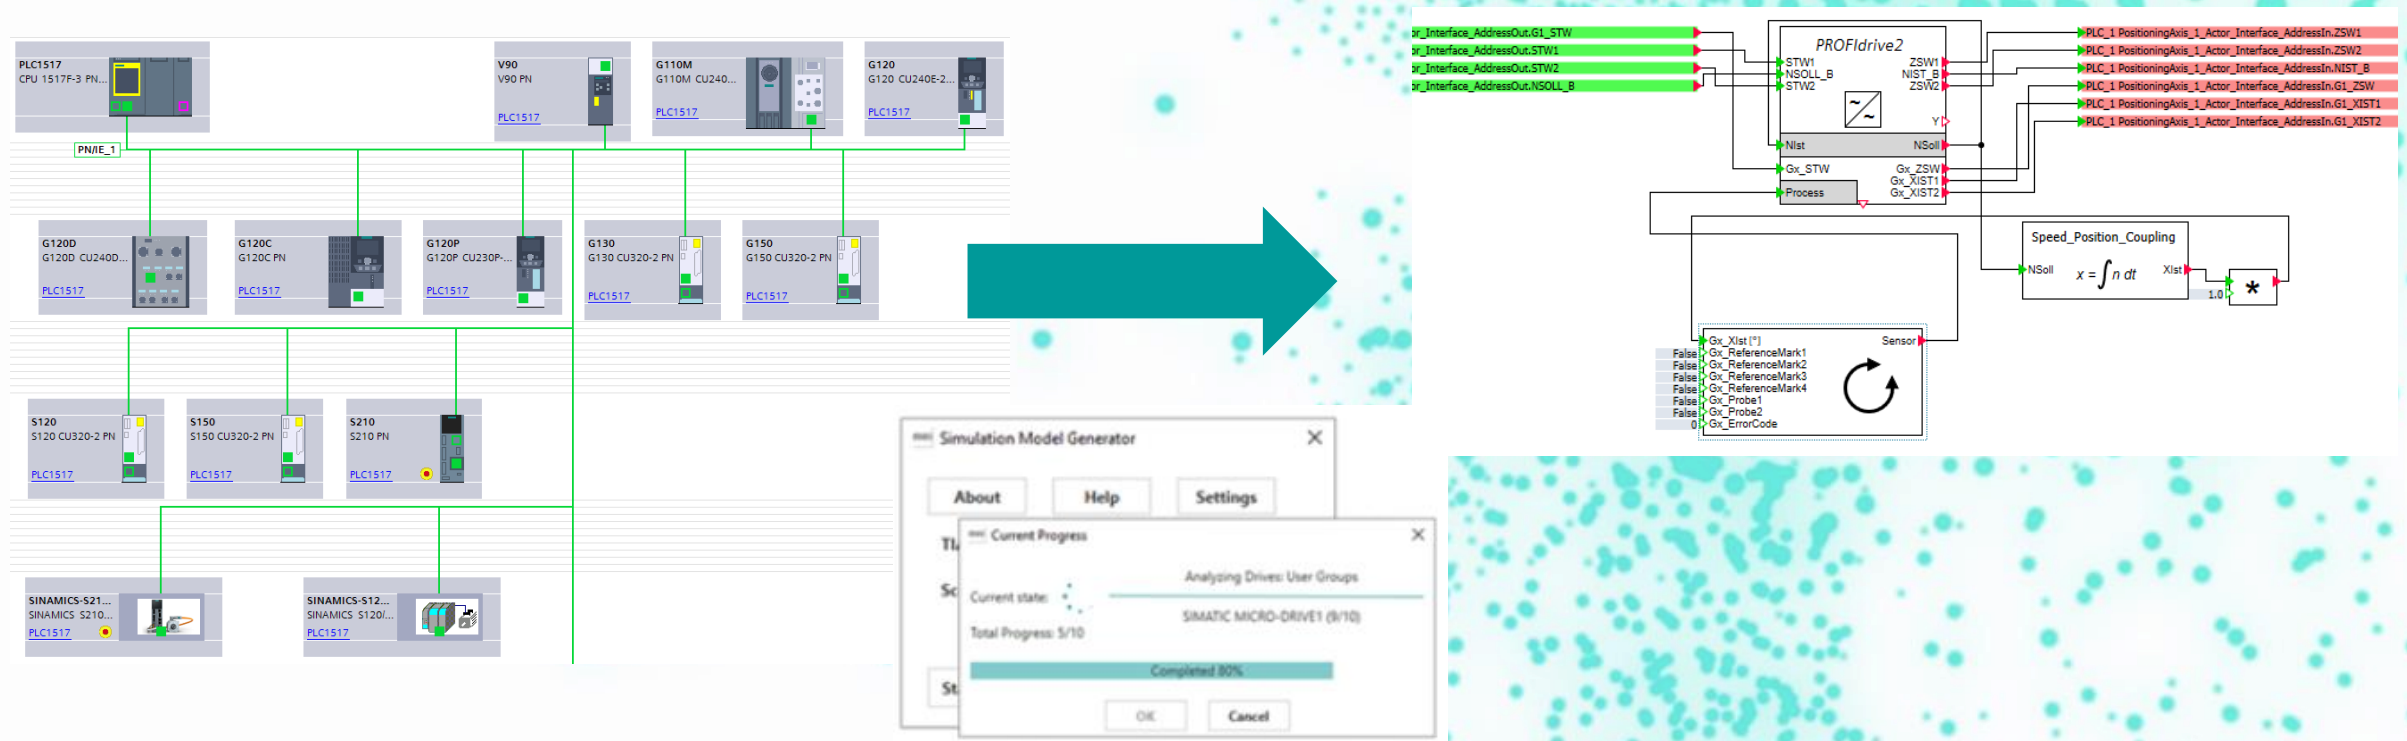 PLC1517
CPU 1517F-3 PN...
V90
V90 PN
PLC1517
G110M
G110M CU240...
PLC1517
G120
G120 CU240E-2...
PLC1517
PN/IE_1
G120D
G120D CU240D...
PLC1517
G120C
G120C PN
PLC1517
G120P
G120P CU230P-...
PLC1517
G130
G130 CU320-2 PN
PLC1517
G150
G150 CU320-2 PN
PLC1517
S120
S120 CU320-2 PN
PLC1517
S150
S150 CU320-2 PN
PLC1517
S210
S210 PN
PLC1517
SINAMICS-S21...
SINAMICS S210...
PLC1517
SINAMICS-S12...
SINAMICS S120/...
PLC1517
Simulation Model Generator
About
Help
Settings
Current Progress
Analyzing Drives: User Groups
Current state:
SIMATIC MICRO-DRIVE1 (9/10)
Total Progress: 5/10
Completed 80%
OK
Cancel
or_Interface_AddressOut.G1_STW
or_Interface_AddressOut.STW1
or_Interface_AddressOut.STW2
or_Interface_AddressOut.NSOLL_B
PROFIdrive2
STW1
NSOLL_B
STW2
ZSW1
NIST_B
ZSW2
Y
NIst
NSoll
Gx_STW
Gx_ZSW
Gx_XIST1
Gx_XIST2
Process
PLC_1 PositioningAxis_1_Actor_Interface_AddressIn.ZSW1
PLC_1 PositioningAxis_1_Actor_Interface_AddressIn.ZSW2
PLC_1 PositioningAxis_1_Actor_Interface_AddressIn.NIST_B
PLC_1 PositioningAxis_1_Actor_Interface_AddressIn.G1_ZSW
PLC_1 PositioningAxis_1_Actor_Interface_AddressIn.G1_XIST1
PLC_1 PositioningAxis_1_Actor_Interface_AddressIn.G1_XIST2
Speed_Position_Coupling
NSoll
x = ∫n dt
XIst
1.0
*
Gx_XIst [°]
Sensor
False Gx_ReferenceMark1
False Gx_ReferenceMark2
False Gx_ReferenceMark3
False Gx_ReferenceMark4
False Gx_Probe1
False Gx_Probe2
0 Gx_ErrorCode